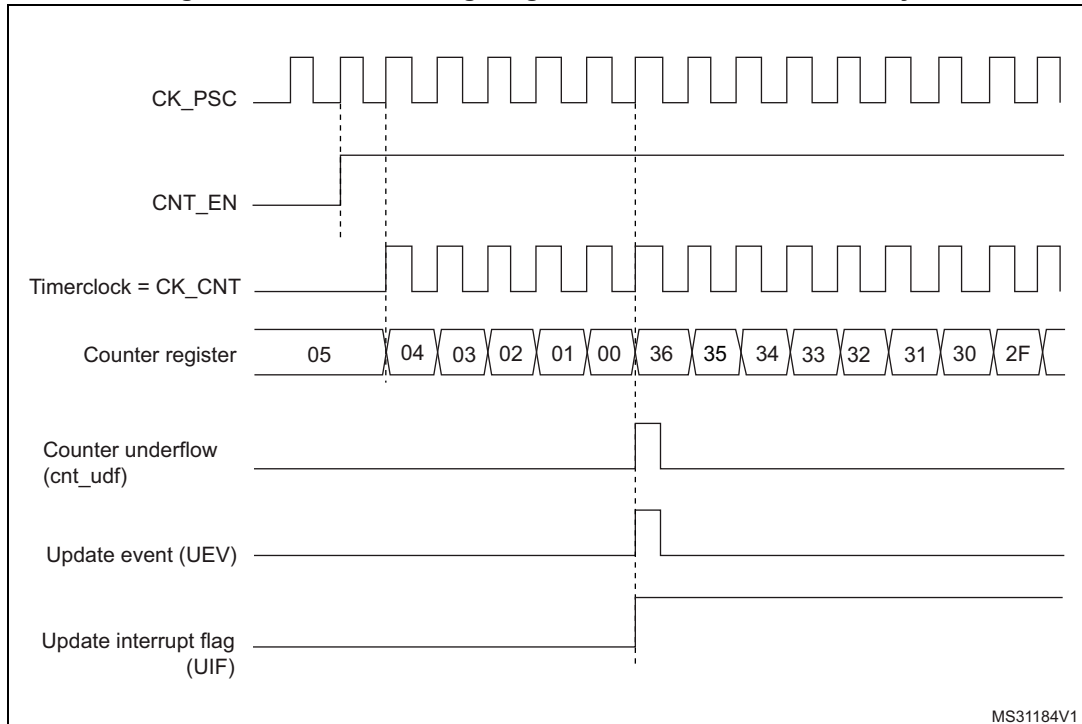 CK_PSC
CNT_EN
Timerclock = CK_CNT
Counter register 05 04 03 02 01 00 36 35 34 33 32 31 30 2F
Counter underflow
(cnt_udf)
Update event (UEV)
Update interrupt flag
(UIF)
MS31184V1